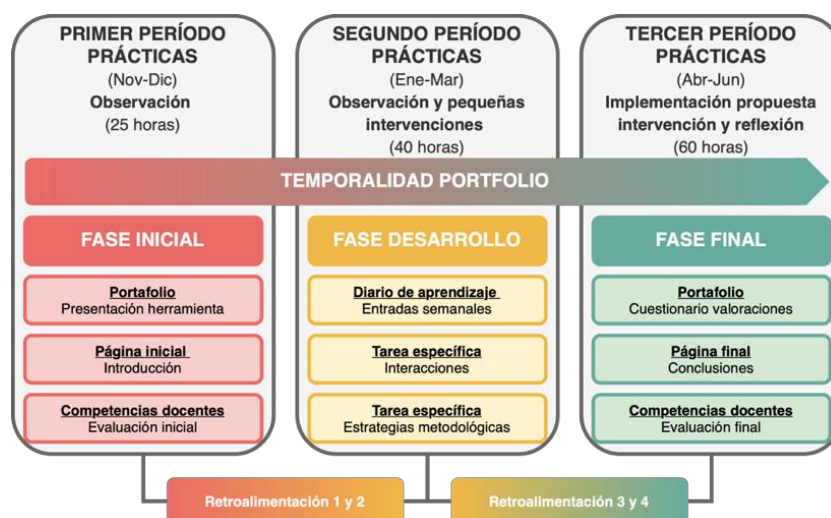 PRIMER PERÍODO
PRÁCTICAS
(Nov-Dic)
Observación
(25 horas)
SEGUNDO PERÍODO
PRÁCTICAS
(Ene-Mar)
Observación y pequeñas
intervenciones
(40 horas)
TERCER PERÍODO
PRÁCTICAS
(Abr-Jun)
Implementación propuesta
intervención y reflexión
(60 horas)
TEMPORALIDAD PORTFOLIO
FASE INICIAL
Portafolio
Presentación herramienta
Página inicial
Introducción
Competencias docentes
Evaluación inicial
FASE DESARROLLO
Diario de aprendizaje
Entradas semanales
Tarea específica
Interacciones
Tarea específica
Estrategias metodológicas
FASE FINAL
Portafolio
Cuestionario valoraciones
Página final
Conclusiones
Competencias docentes
Evaluación final
Retroalimentación 1 y 2
Retroalimentación 3 y 4